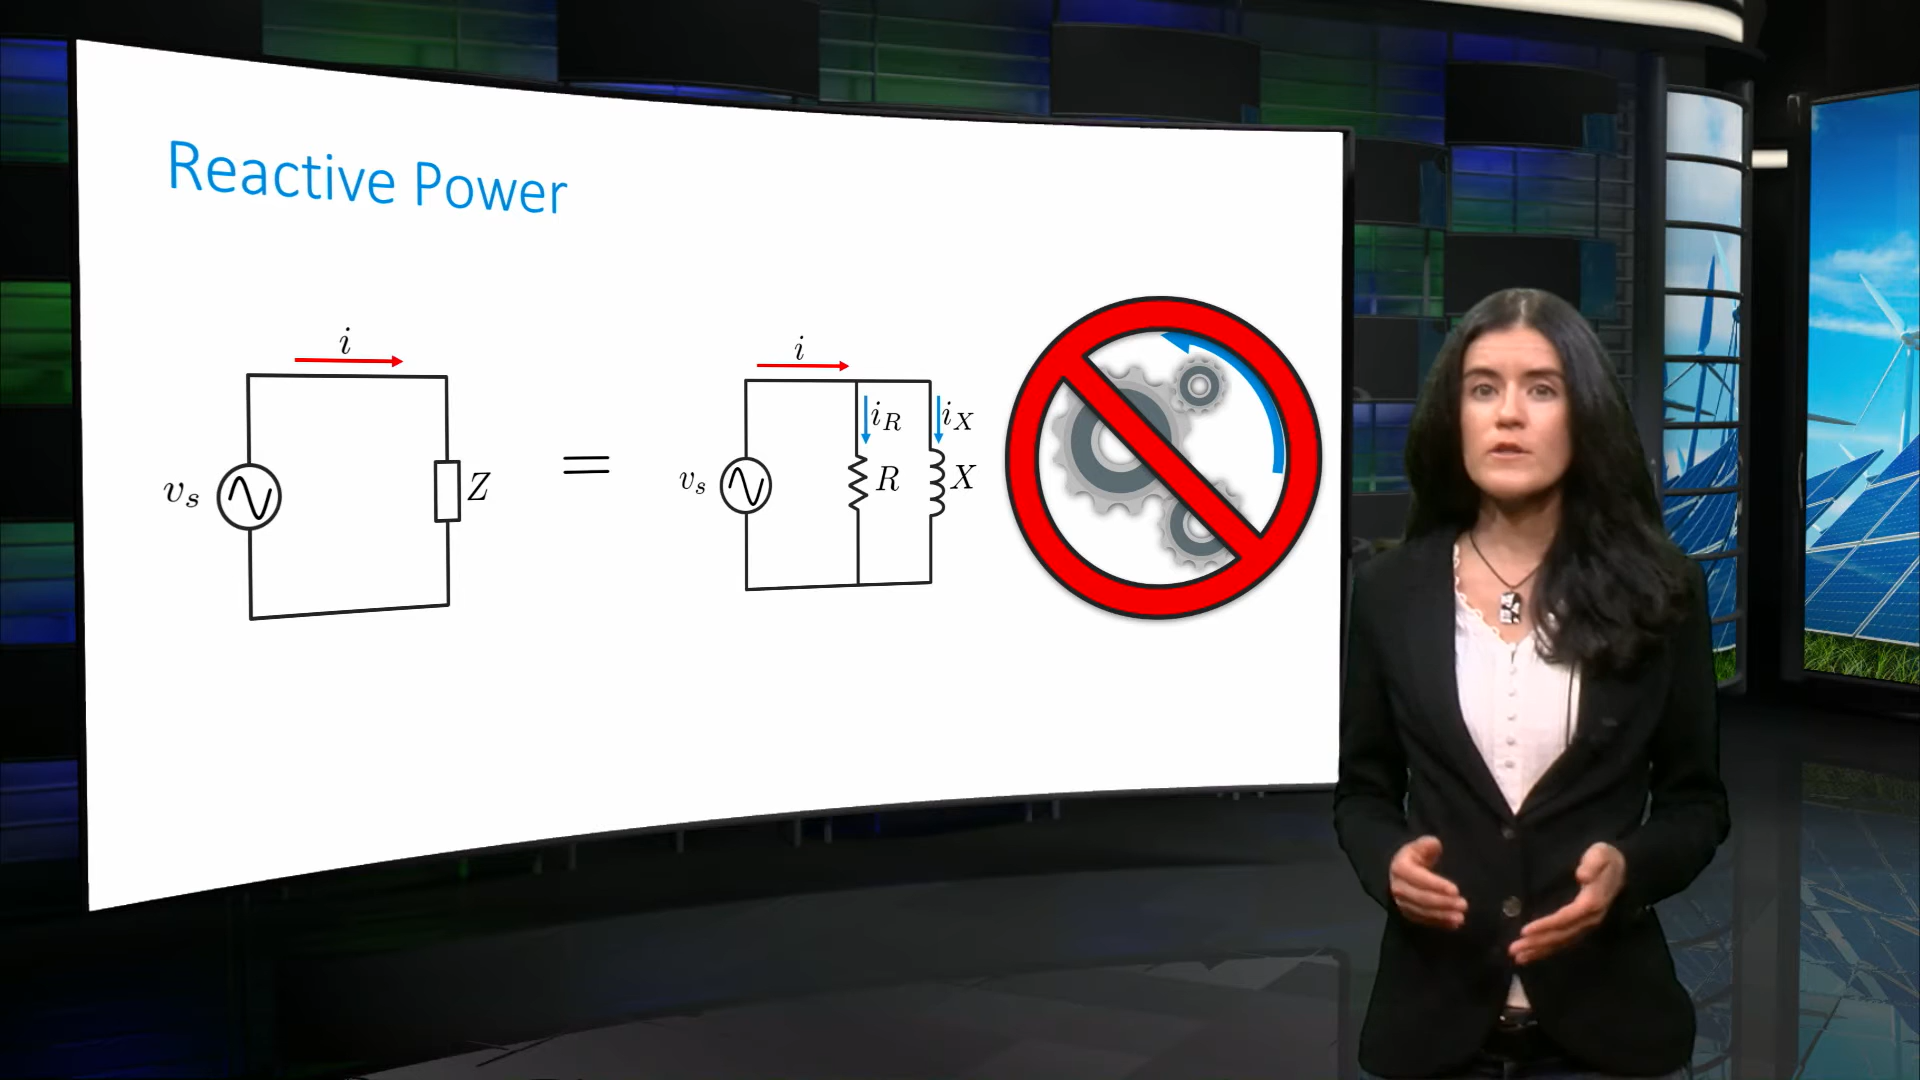 Reactive Power
i
v_s
Z
=
i
i_R
i_X
v_s
R
X